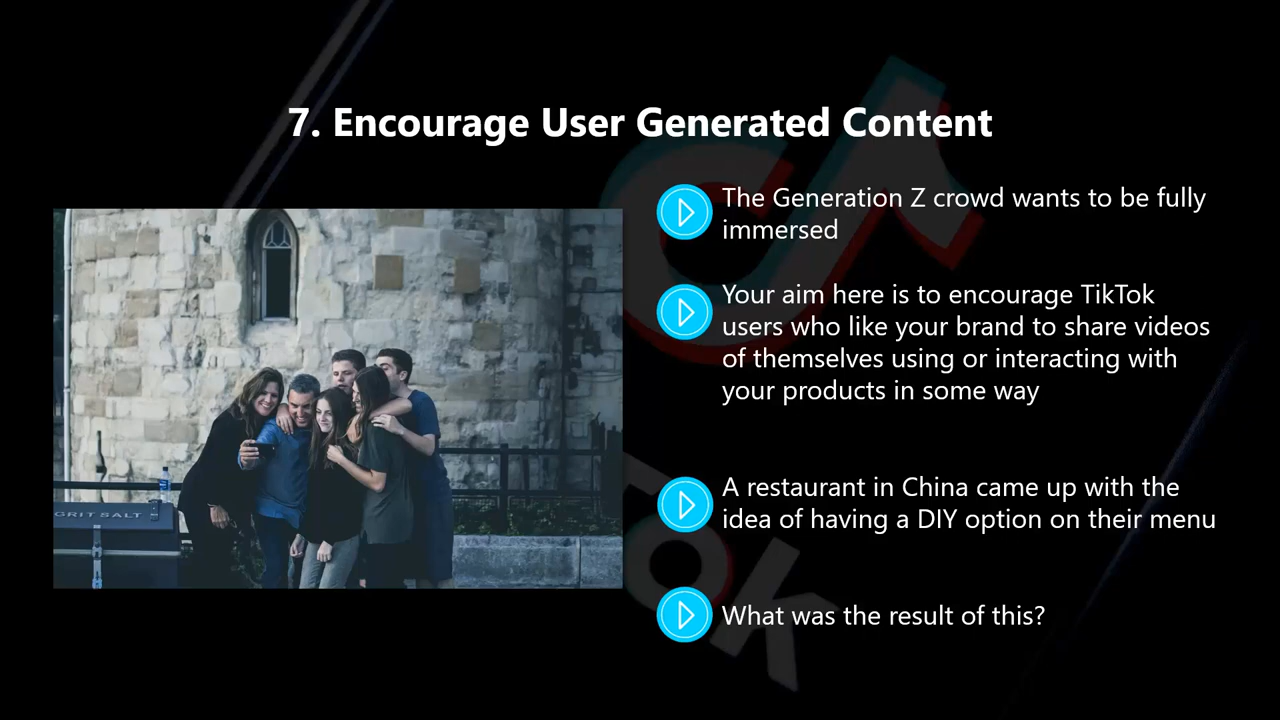 7. Encourage User Generated Content
The Generation Z crowd wants to be fully
immersed
Your aim here is to encourage TikTok
users who like your brand to share videos
of themselves using or interacting with
your products in some way
A restaurant in China came up with the
idea of having a DIY option on their menu
What was the result of this?
GRIT SALT
Tok